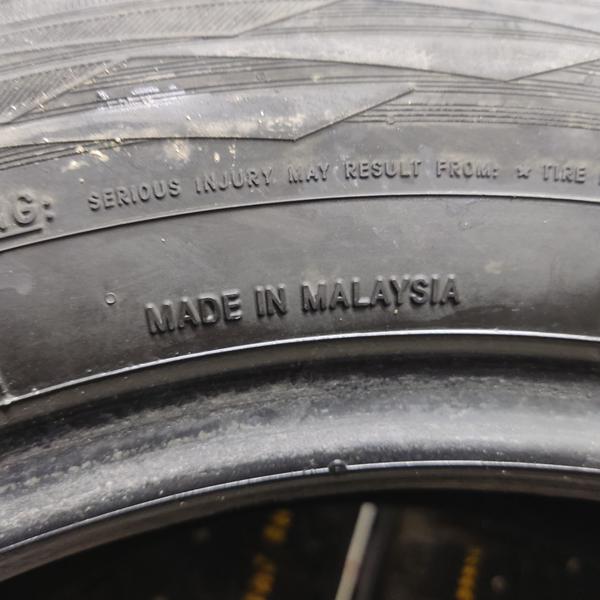 SERIOUS INJURY MAY RESULT FROM: ★ TIRE
MADE IN MALAYSIA